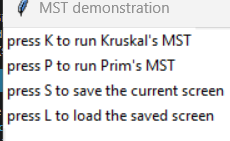 MST demonstration
press K to run Kruskal's MST
press P to run Prim's MST
press S to save the current screen
press L to load the saved screen